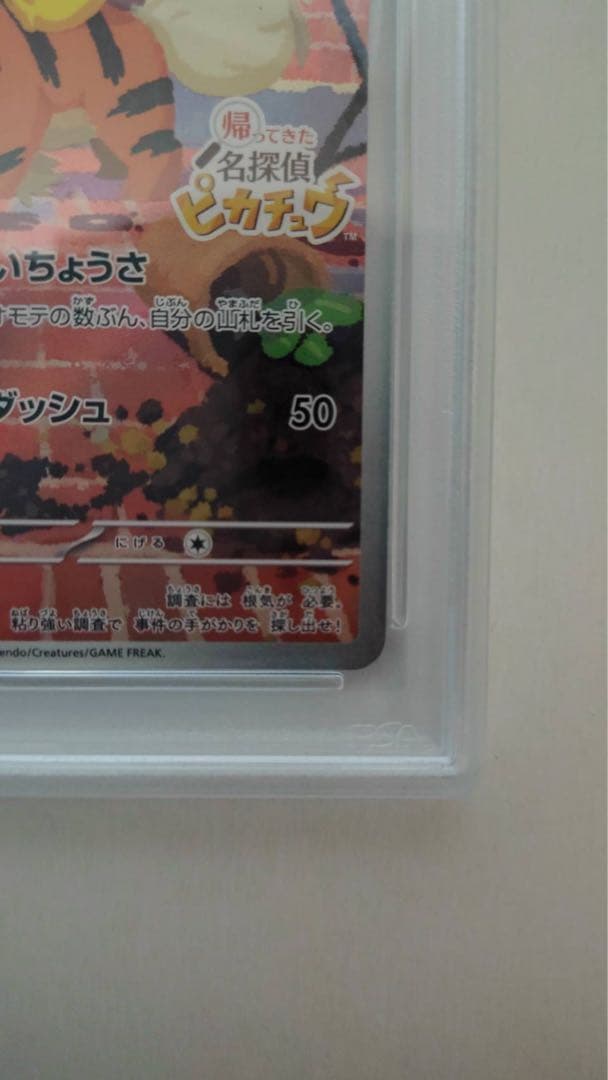 帰ってきた
名探偵
ピカチュウ™
いちょうさ
オモテの数ぶん、自分の山札を引く。
ダッシュ 50
にげる
調査には 根気が 必要。
粘り強い調査で 事件の手がかりを 探し出せ!
endo/Creatures/GAME FREAK.
PSA